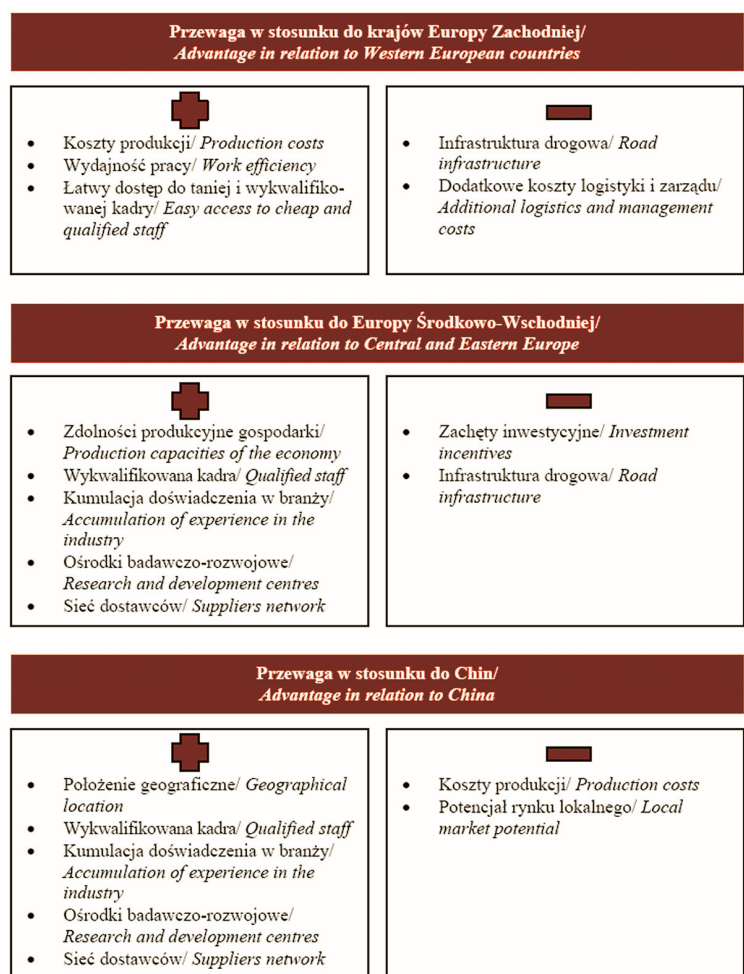 Przewaga w stosunku do krajów Europy Zachodniej/
Advantage in relation to Western European countries
• Koszty produkcji/ Production costs
• Wydajność pracy/ Work efficiency
• Łatwy dostęp do taniej i wykwalifiko-
wanej kadry/ Easy access to cheap and
qualified staff
• Infrastruktura drogowa/ Road
infrastructure
• Dodatkowe koszty logistyki i zarządu/
Additional logistics and management
costs
Przewaga w stosunku do Europy Środkowo-Wschodniej/
Advantage in relation to Central and Eastern Europe
• Zdolności produkcyjne gospodarki/
Production capacities of the economy
• Wykwalifikowana kadra/ Qualified staff
• Kumulacja doświadczenia w branży/
Accumulation of experience in the
industry
• Ośrodki badawczo-rozwojowe/
Research and development centres
• Sieć dostawców/ Suppliers network
• Zachęty inwestycyjne/ Investment
incentives
• Infrastruktura drogowa/ Road
infrastructure
Przewaga w stosunku do Chin/
Advantage in relation to China
• Położenie geograficzne/ Geographical
location
• Wykwalifikowana kadra/ Qualified staff
• Kumulacja doświadczenia w branży/
Accumulation of experience in the
industry
• Ośrodki badawczo-rozwojowe/
Research and development centres
• Sieć dostawców/ Suppliers network
• Koszty produkcji/ Production costs
• Potencjał rynku lokalnego/ Local
market potential